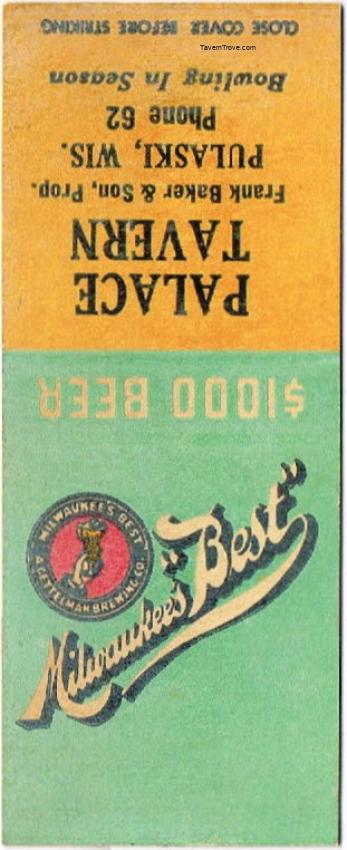 CLOSE COVER BEFORE STRIKING
TavernTrove.com
PALACE
TAVERN
Frank Baker & Son, Prop.
PULASKI, WIS.
Phone 62
Bowling In Season
$1000 BEER
MILWAUKEE'S BEST
A. GETTELMAN BREWING CO.
Milwaukee's "Best"